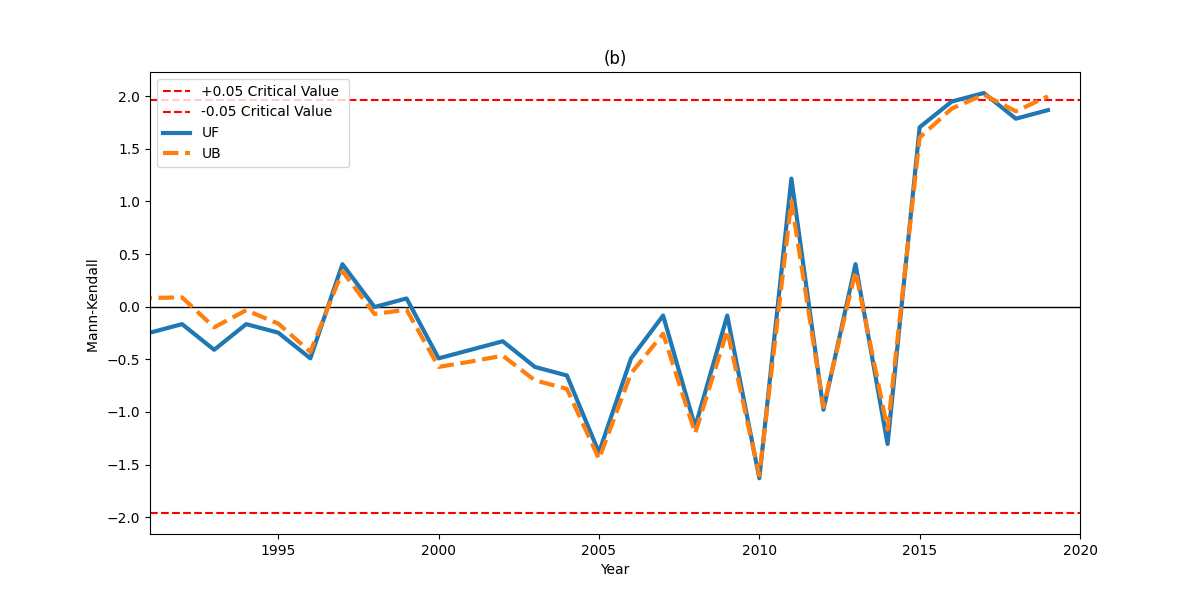 (b)
+0.05 Critical Value
-0.05 Critical Value
UF
UB
Mann-Kendall
2.0
1.5
1.0
0.5
0.0
−0.5
−1.0
−1.5
−2.0
1995 2000 2005 2010 2015 2020
Year